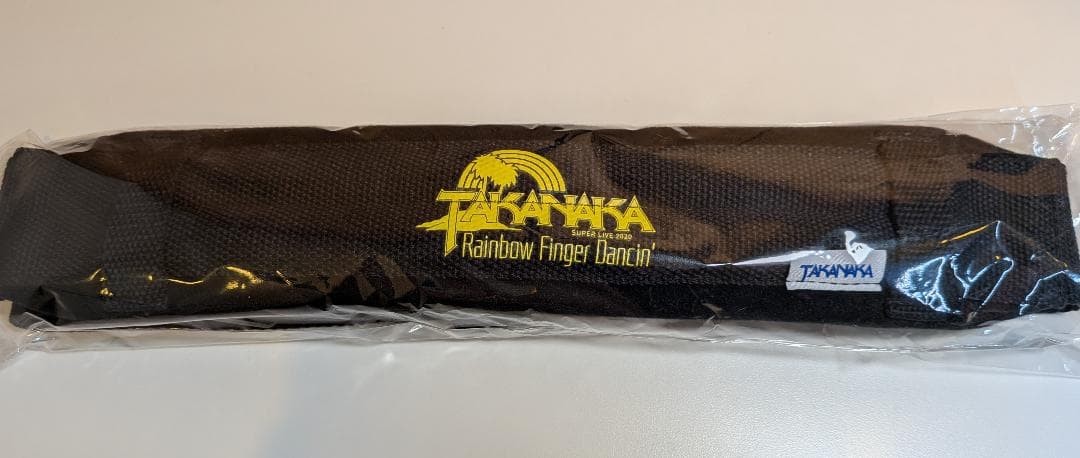 TAKANAKA
SUPER LIVE 2020
Rainbow Finger Dancin'
TAKANAKA